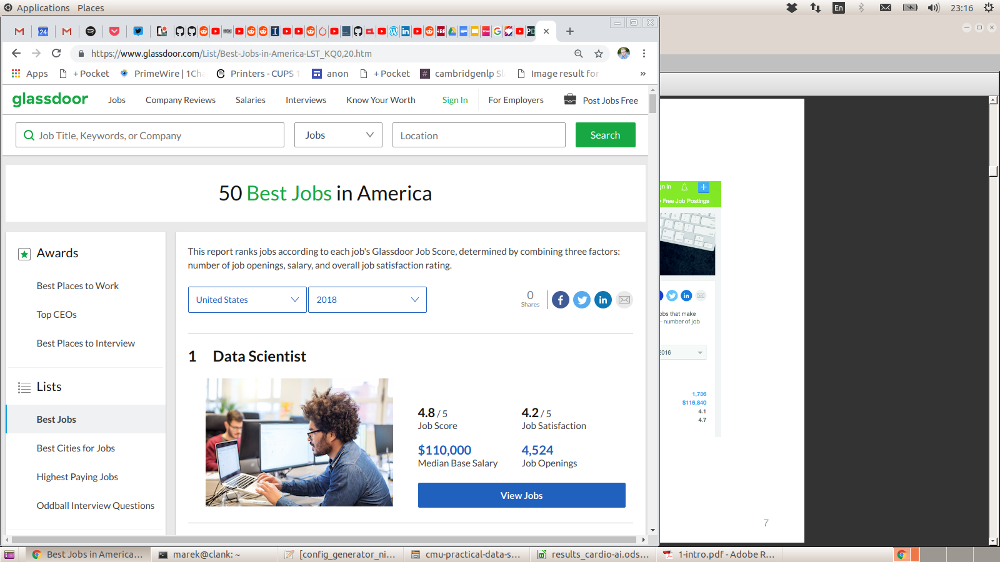 Applications Places
En
23:16
24
https://www.glassdoor.com/List/Best-Jobs-in-America-LST_KQ0,20.htm
Apps + Pocket PrimeWire | 1Ch Printers - CUPS 1 anon + Pocket # cambridgenlp Sl Image result for »
glassdoor Jobs Company Reviews Salaries Interviews Know Your Worth Sign In For Employers Post Jobs Free
Job Title, Keywords, or Company Jobs Location Search
50 Best Jobs in America
Awards
Best Places to Work
Top CEOs
Best Places to Interview
Lists
Best Jobs
Best Cities for Jobs
Highest Paying Jobs
Oddball Interview Questions
This report ranks jobs according to each job's Glassdoor Job Score, determined by combining three factors:
number of job openings, salary, and overall job satisfaction rating.
United States 2018
0
Shares
1 Data Scientist
4.8 / 5
Job Score
4.2 / 5
Job Satisfaction
$110,000
Median Base Salary
4,524
Job Openings
View Jobs
gn In
Free Job Postings
obs that make
– number of job
2016
1,736
$116,840
4.1
4.7
7
Best Jobs in America... marek@clank: ~ [config_generator_ni... cmu-practical-data-s... results_cardio-ai.ods... 1-intro.pdf - Adobe R...